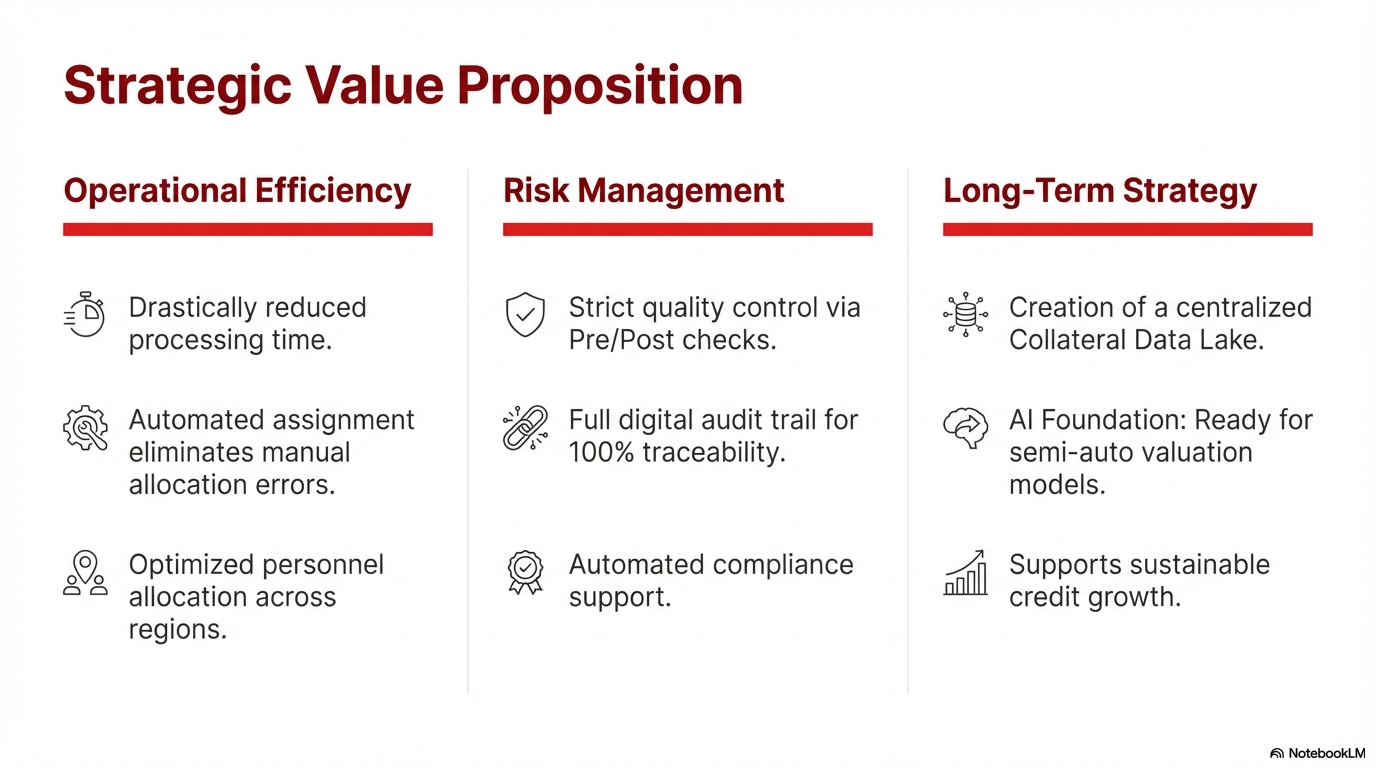 Strategic Value Proposition
Operational Efficiency
Drastically reduced
processing time.
Automated assignment
eliminates manual
allocation errors.
Optimized personnel
allocation across
regions.
Risk Management
Strict quality control via
Pre/Post checks.
Full digital audit trail for
100% traceability.
Automated compliance
support.
Long-Term Strategy
Creation of a centralized
Collateral Data Lake.
AI Foundation: Ready for
semi-auto valuation
models.
Supports sustainable
credit growth.
NotebookLM